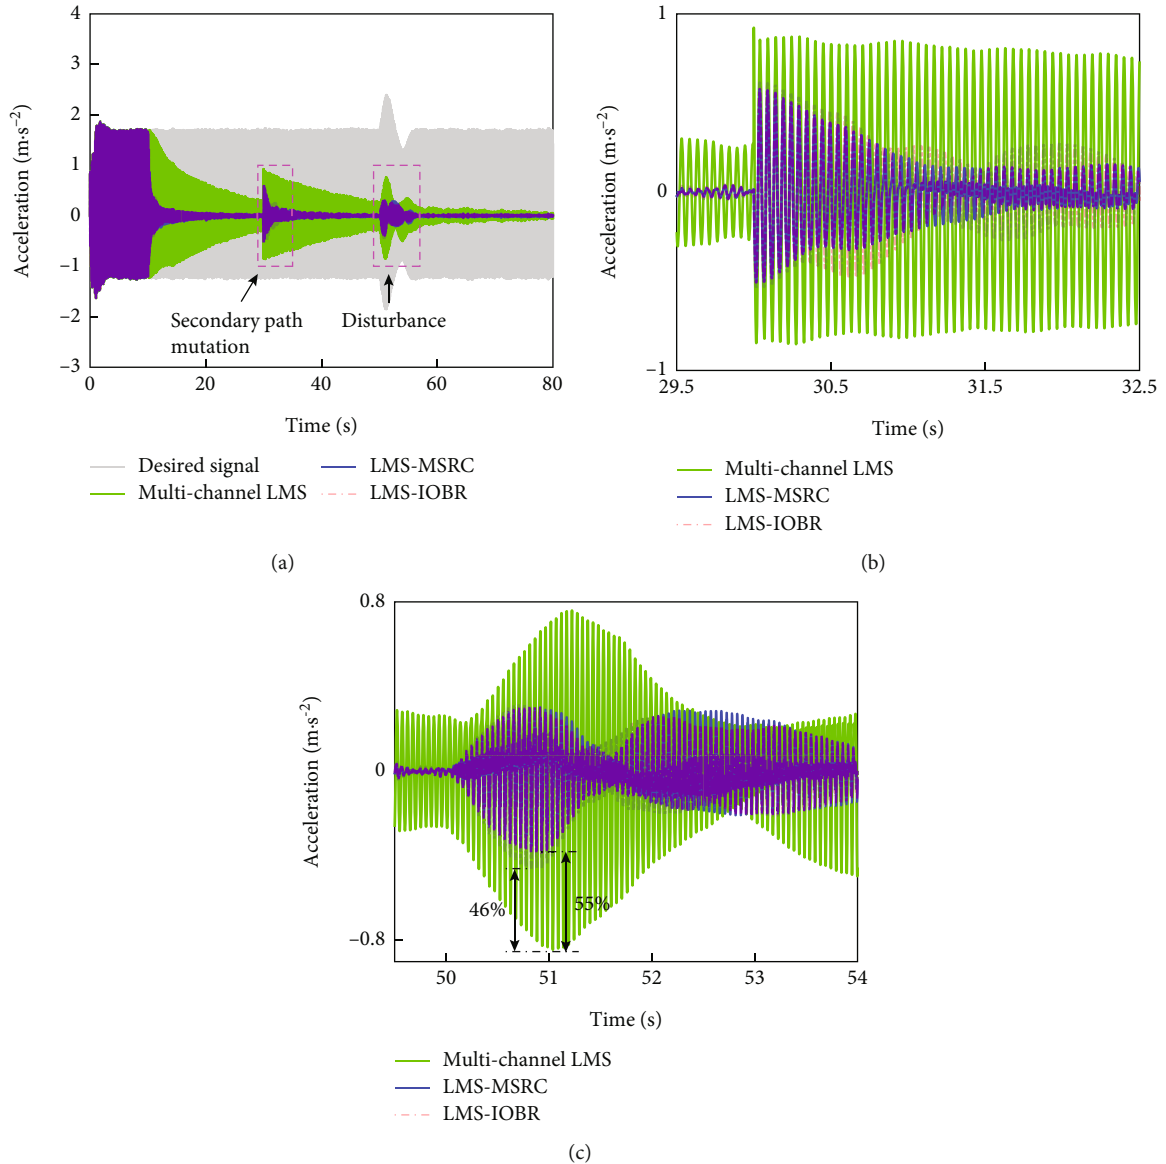 4
3
2
1
0
−1
−2
−3
Acceleration (m·s−2)
Secondary path
mutation
Disturbance
0
20
40
60
80
Time (s)
Desired signal
Multi-channel LMS
LMS-MSRC
LMS-IOBR
(a)
1
0
−1
Acceleration (m·s−2)
29.5
30.5
31.5
32.5
Time (s)
Multi-channel LMS
LMS-MSRC
LMS-IOBR
(b)
0.8
0
−0.8
Acceleration (m·s−2)
46%
55%
50
51
52
53
54
Time (s)
Multi-channel LMS
LMS-MSRC
LMS-IOBR
(c)